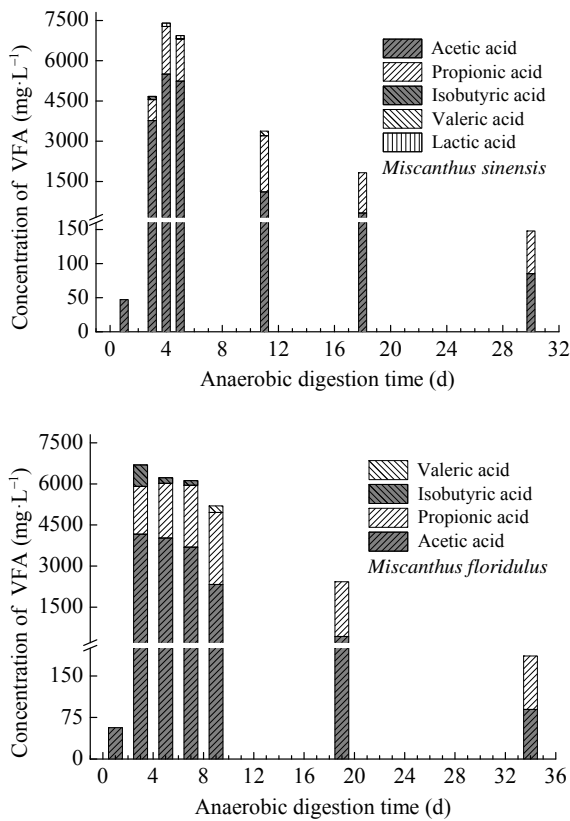 Concentration of VFA (mg·L⁻¹)
7500
6000
4500
3000
1500
150
100
50
0
Acetic acid
Propionic acid
Isobutyric acid
Valeric acid
Lactic acid
Miscanthus sinensis
0 4 8 12 16 20 24 28 32
Anaerobic digestion time (d)
Concentration of VFA (mg·L⁻¹)
7500
6000
4500
3000
1500
150
75
0
Valeric acid
Isobutyric acid
Propionic acid
Acetic acid
Miscanthus floridulus
0 4 8 12 16 20 24 28 32 36
Anaerobic digestion time (d)